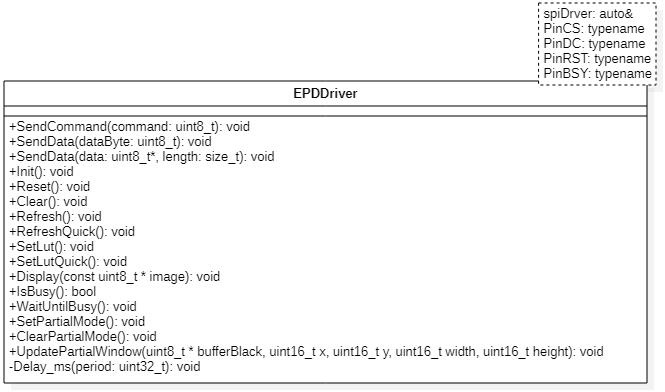 spiDrver: auto&
PinCS: typename
PinDC: typename
PinRST: typename
PinBSY: typename
EPDDriver
+SendCommand(command: uint8_t): void
+SendData(dataByte: uint8_t): void
+SendData(data: uint8_t*, length: size_t): void
+Init(): void
+Reset(): void
+Clear(): void
+Refresh(): void
+RefreshQuick(): void
+SetLut(): void
+SetLutQuick(): void
+Display(const uint8_t * image): void
+IsBusy(): bool
+WaitUntilBusy(): void
+SetPartialMode(): void
+ClearPartialMode(): void
+UpdatePartialWindow(uint8_t * bufferBlack, uint16_t x, uint16_t y, uint16_t width, uint16_t height): void
-Delay_ms(period: uint32_t): void